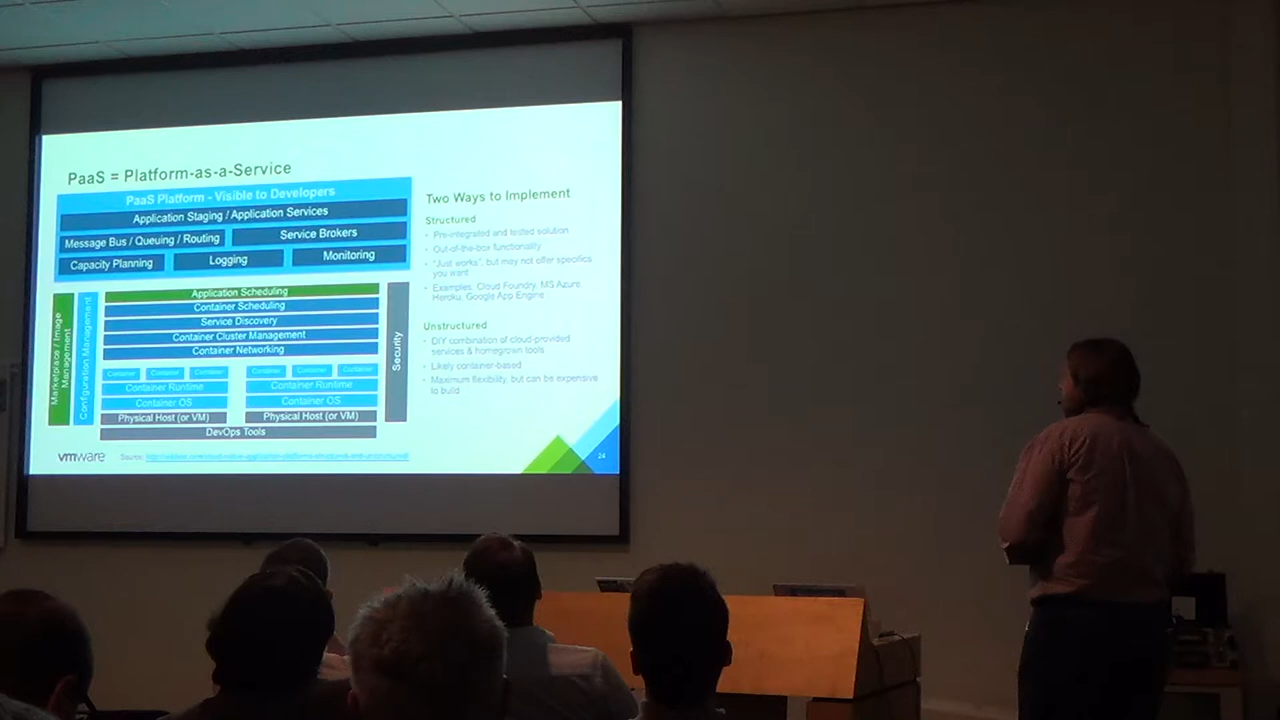 PaaS = Platform-as-a-Service
PaaS Platform - Visible to Developers
Application Staging / Application Services
Message Bus / Queuing / Routing
Service Brokers
Capacity Planning
Logging
Monitoring
Marketplace / Image
Management
Configuration Management
Application Scheduling
Container Scheduling
Service Discovery
Container Cluster Management
Container Networking
Container Container Container
Container Runtime
Container OS
Physical Host (or VM)
Container Container Container
Container Runtime
Container OS
Physical Host (or VM)
DevOps Tools
Security
Two Ways to Implement
Structured
• Pre-integrated and tested solution
• Out-of-the-box functionality
• "Just works", but may not offer specifics
you want
• Examples: Cloud Foundry, MS Azure
Heroku, Google App Engine
Unstructured
• DIY combination of cloud-provided
services & homegrown tools
• Likely container-based
• Maximum flexibility, but can be expensive
to build
vmware
Source:
24